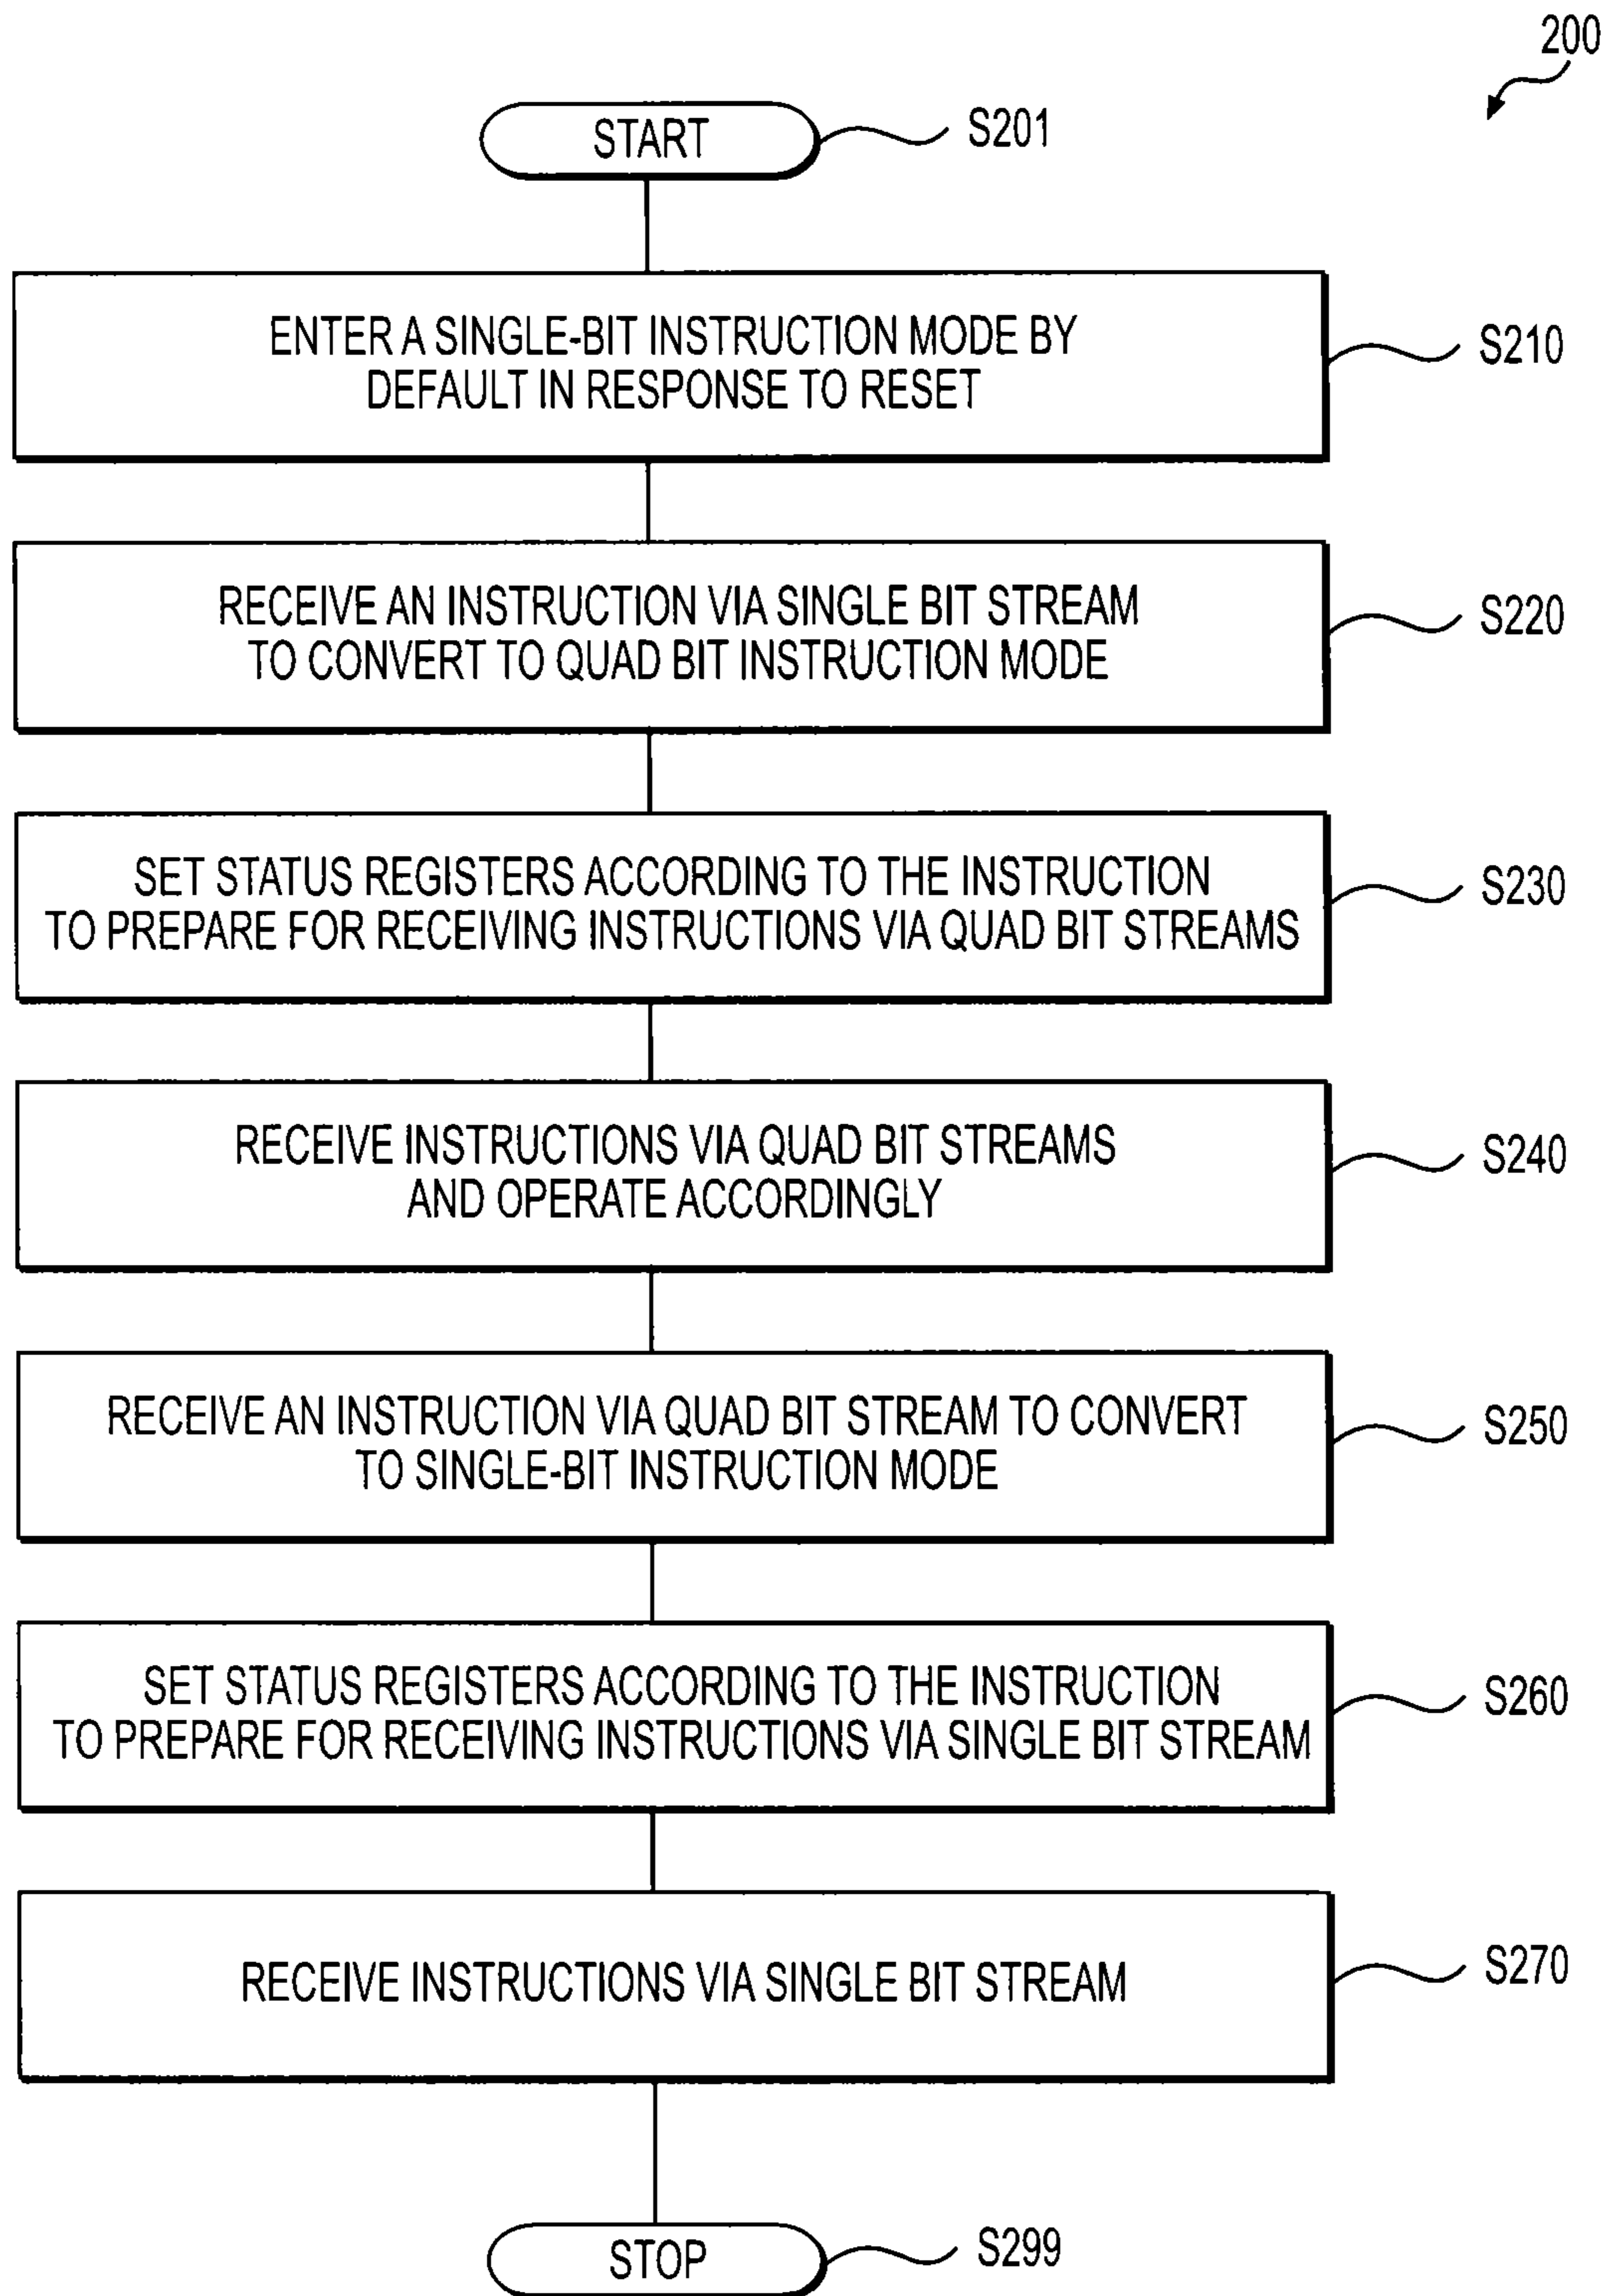 200
START
S201
ENTER A SINGLE-BIT INSTRUCTION MODE BY
DEFAULT IN RESPONSE TO RESET
S210
RECEIVE AN INSTRUCTION VIA SINGLE BIT STREAM
TO CONVERT TO QUAD BIT INSTRUCTION MODE
S220
SET STATUS REGISTERS ACCORDING TO THE INSTRUCTION
TO PREPARE FOR RECEIVING INSTRUCTIONS VIA QUAD BIT STREAMS
S230
RECEIVE INSTRUCTIONS VIA QUAD BIT STREAMS
AND OPERATE ACCORDINGLY
S240
RECEIVE AN INSTRUCTION VIA QUAD BIT STREAM TO CONVERT
TO SINGLE-BIT INSTRUCTION MODE
S250
SET STATUS REGISTERS ACCORDING TO THE INSTRUCTION
TO PREPARE FOR RECEIVING INSTRUCTIONS VIA SINGLE BIT STREAM
S260
RECEIVE INSTRUCTIONS VIA SINGLE BIT STREAM
S270
STOP
S299